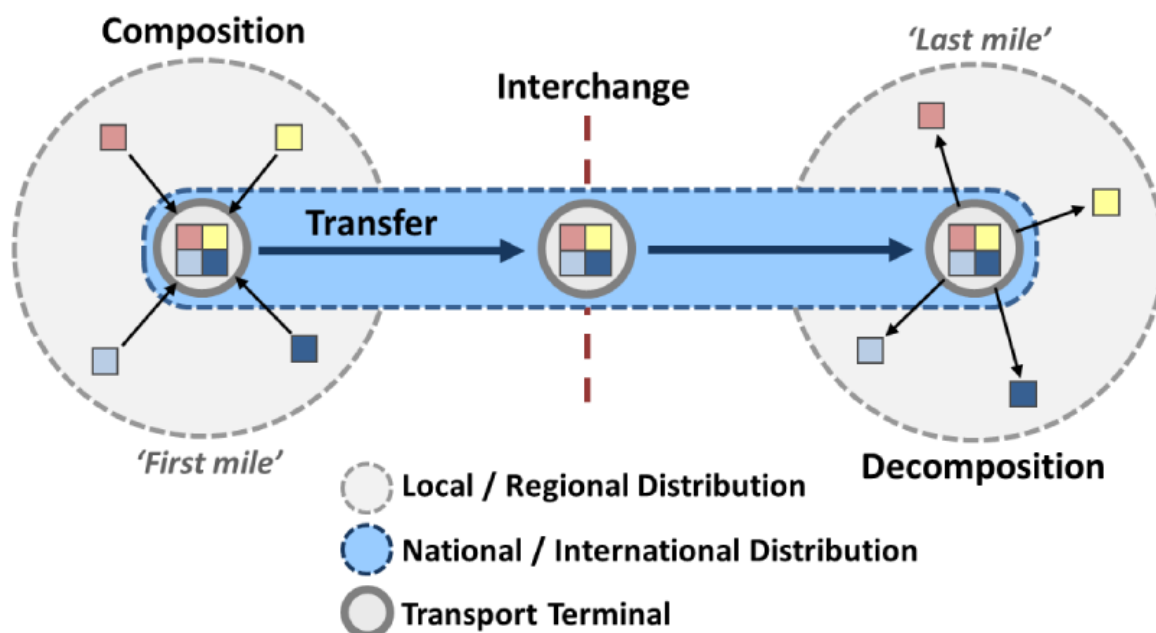 Composition
'Last mile'
Interchange
Transfer
'First mile'
Decomposition
Local / Regional Distribution
National / International Distribution
Transport Terminal